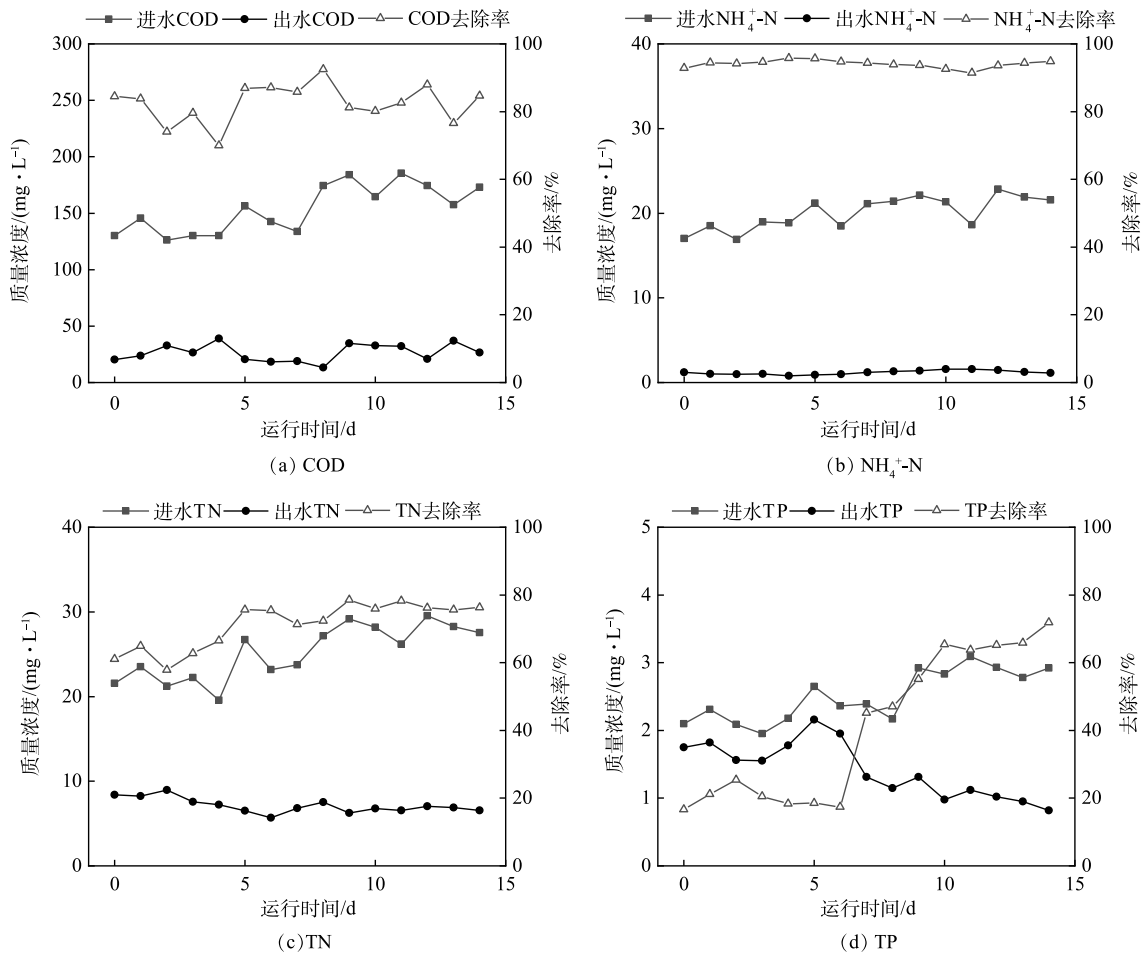 进水COD 出水COD COD去除率
300
250
200
150
100
50
0
100
80
60
40
20
0
质量浓度/(mg·L⁻¹)
去除率/%
0 5 10 15
运行时间/d
(a) COD
进水NH₄⁺-N 出水NH₄⁺-N NH₄⁺-N去除率
40
30
20
10
0
100
80
60
40
20
0
质量浓度/(mg·L⁻¹)
去除率/%
0 5 10 15
运行时间/d
(b) NH₄⁺-N
进水TN 出水TN TN去除率
40
30
20
10
0
100
80
60
40
20
0
质量浓度/(mg·L⁻¹)
去除率/%
0 5 10 15
运行时间/d
(c)TN
进水TP 出水TP TP去除率
5
4
3
2
1
0
100
80
60
40
20
0
质量浓度/(mg·L⁻¹)
去除率/%
0 5 10 15
运行时间/d
(d) TP